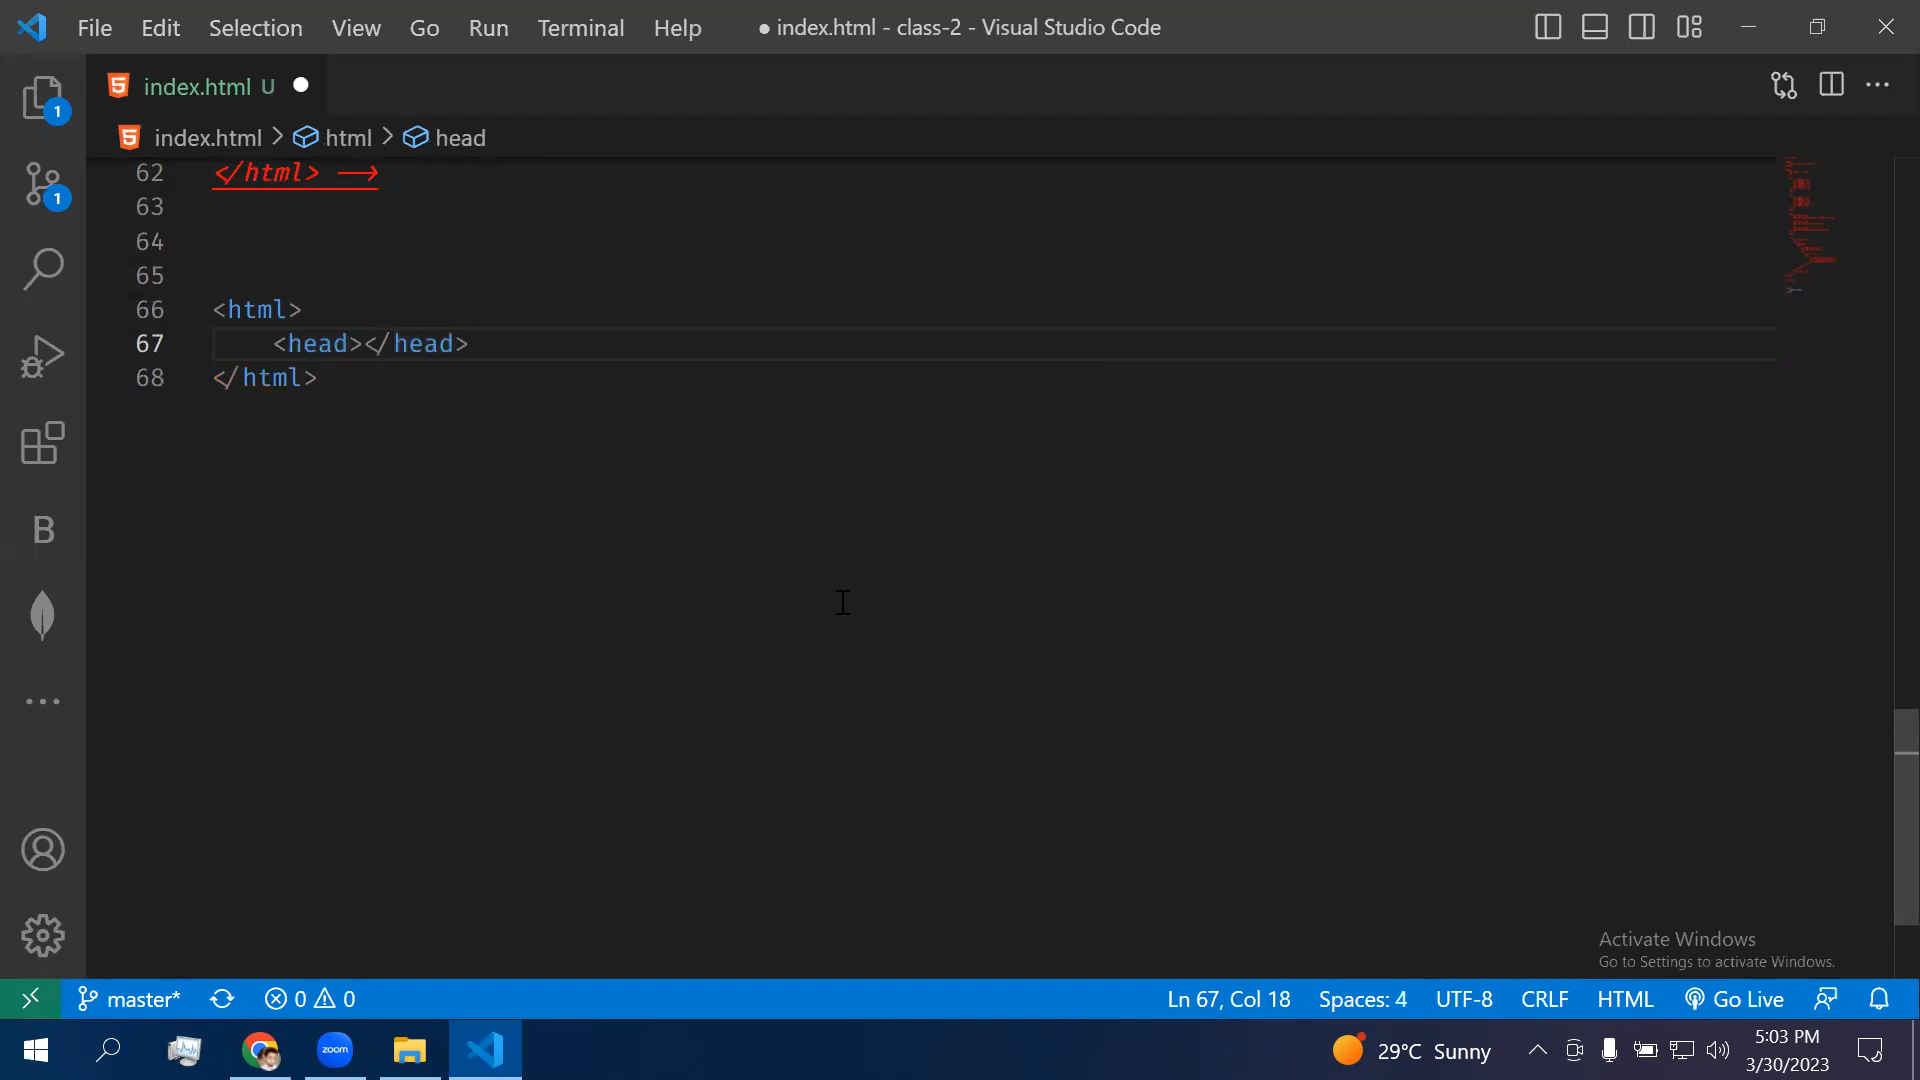 File Edit Selection View Go Run Terminal Help ● index.html - class-2 - Visual Studio Code
index.html U ●
index.html > html > head
62 </html> -->
63
64
65
66 <html>
67 <head></head>
68 </html>
1
1
B
Activate Windows
Go to Settings to activate Windows.
master* 0 0 Ln 67, Col 18 Spaces: 4 UTF-8 CRLF HTML Go Live
zoom 29°C Sunny 5:03 PM
3/30/2023